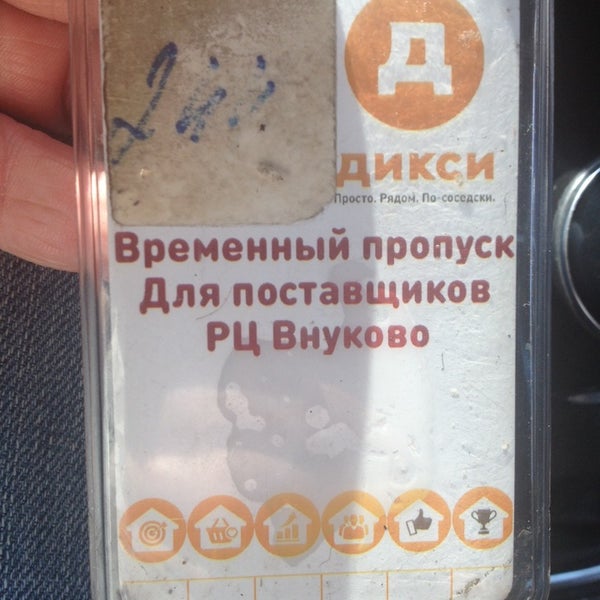 Д
дикси
Просто. Рядом. По-соседски.
Временный пропуск
Для поставщиков
РЦ Внуково